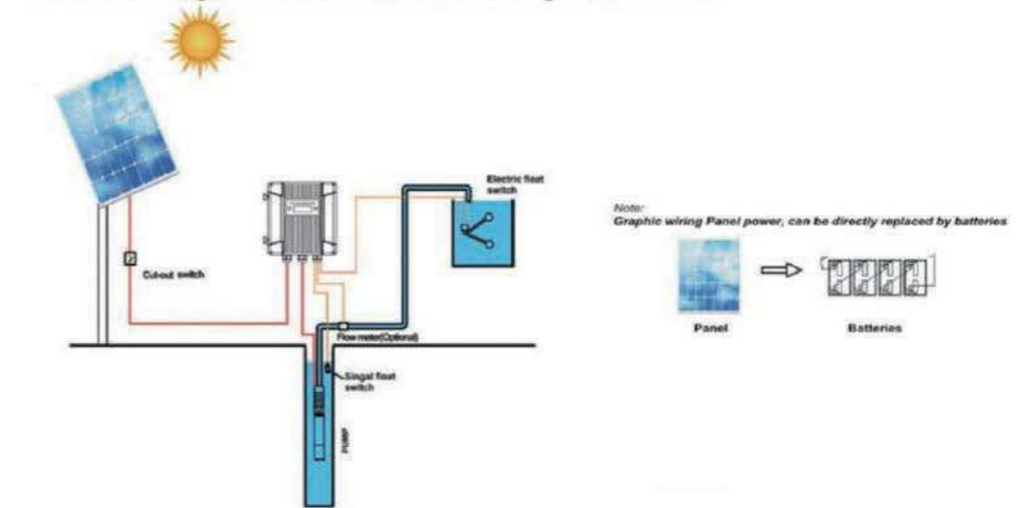 Electric float
switch
Cut-out switch
Flow meter(Optional)
Singal float
switch
PUMP
Note:
Graphic wiring Panel power, can be directly replaced by batteries
Panel
Batteries